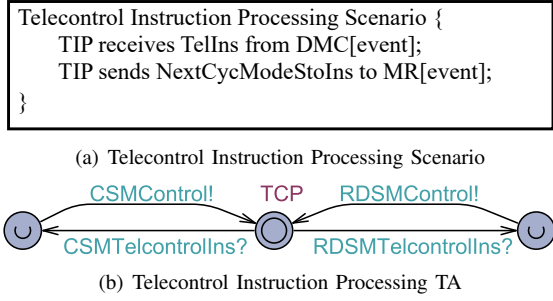 Telecontrol Instruction Processing Scenario {
TIP receives TelIns from DMC[event];
TIP sends NextCycModeStoIns to MR[event];
}
(a) Telecontrol Instruction Processing Scenario
CSMControl! TCP RDSMControl!
CSMTelcontrolIns? RDSMTelcontrolIns?
(b) Telecontrol Instruction Processing TA